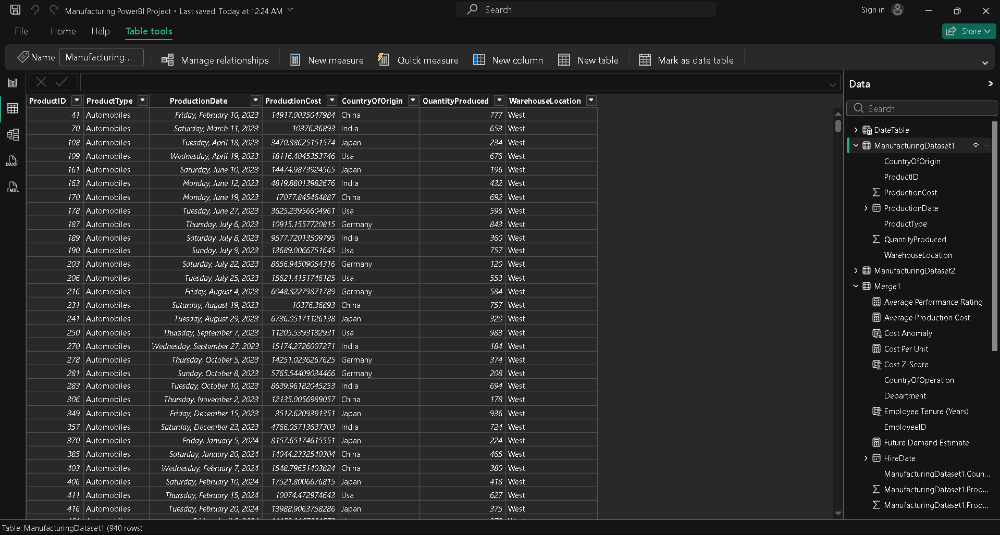 Manufacturing PowerBI Project • Last saved: Today at 12:24 AM
Search
Sign in
File Home Help Table tools
Share
Name Manufacturing... Manage relationships New measure Quick measure New column New table Mark as date table
Data
ProductID ProductType ProductionDate ProductionCost CountryOfOrigin QuantityProduced WarehouseLocation
41 Automobiles Friday, February 10, 2023 14917.0035047984 China 777 West
70 Automobiles Saturday, March 11, 2023 10376.36893 India 653 West
108 Automobiles Tuesday, April 18, 2023 3470.88625151574 Japan 234 West
109 Automobiles Wednesday, April 19, 2023 18116.4045353746 Usa 676 West
161 Automobiles Saturday, June 10, 2023 14474.9873924565 Japan 196 West
163 Automobiles Monday, June 12, 2023 4819.88013982676 India 432 West
170 Automobiles Monday, June 19, 2023 17077.845464887 China 692 West
178 Automobiles Tuesday, June 27, 2023 3625.23956604961 Usa 596 West
187 Automobiles Thursday, July 6, 2023 10915.1557720815 Germany 843 West
189 Automobiles Saturday, July 8, 2023 9577.72013509795 India 360 West
190 Automobiles Sunday, July 9, 2023 13689.0066751645 Usa 757 West
203 Automobiles Saturday, July 22, 2023 8656.94509054316 Germany 120 West
206 Automobiles Tuesday, July 25, 2023 15621.4151746185 Usa 553 West
216 Automobiles Friday, August 4, 2023 6048.82279871789 Germany 584 West
231 Automobiles Saturday, August 19, 2023 10376.36893 China 757 West
241 Automobiles Tuesday, August 29, 2023 6736.05171126138 Japan 320 West
250 Automobiles Thursday, September 7, 2023 11205.5393132931 Usa 983 West
270 Automobiles Wednesday, September 27, 2023 15174.2726007271 India 184 West
278 Automobiles Thursday, October 5, 2023 14251.0236267625 Germany 374 West
281 Automobiles Sunday, October 8, 2023 5765.54409034466 Germany 208 West
283 Automobiles Tuesday, October 10, 2023 8639.96182045253 India 694 West
306 Automobiles Thursday, November 2, 2023 12135.0056989057 China 178 West
349 Automobiles Friday, December 15, 2023 3512.6209391351 Japan 936 West
357 Automobiles Saturday, December 23, 2023 4766.05713637303 India 724 West
370 Automobiles Friday, January 5, 2024 8157.65174615551 Japan 224 West
385 Automobiles Saturday, January 20, 2024 14044.2332540304 China 465 West
403 Automobiles Wednesday, February 7, 2024 1548.79651403824 China 380 West
406 Automobiles Saturday, February 10, 2024 17521.8006676815 Japan 418 West
411 Automobiles Thursday, February 15, 2024 10074.472974643 Usa 627 West
416 Automobiles Tuesday, February 20, 2024 13988.9063758286 Japan 375 West
DAX
TMDL
Search
DateTable
ManufacturingDataset1
CountryOfOrigin
ProductID
ProductionCost
ProductionDate
ProductType
QuantityProduced
WarehouseLocation
ManufacturingDataset2
Merge1
Average Performance Rating
Average Production Cost
Cost Anomaly
Cost Per Unit
Cost Z-Score
CountryOfOperation
Department
Employee Tenure (Years)
EmployeeID
Future Demand Estimate
HireDate
ManufacturingDataset1.Coun...
ManufacturingDataset1.Prod...
ManufacturingDataset1.Prod...
Table: ManufacturingDataset1 (940 rows)